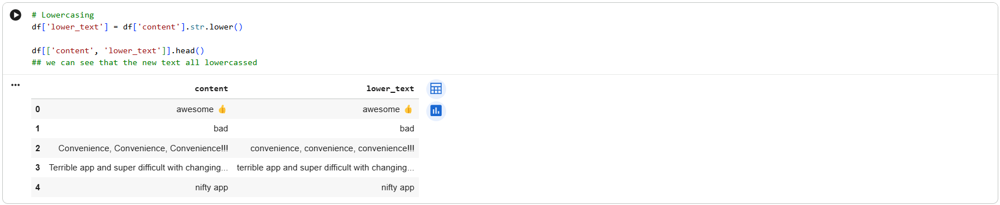 # Lowercasing
df['lower_text'] = df['content'].str.lower()
df[['content', 'lower_text']].head()
## we can see that the new text all lowercassed
content lower_text
0 awesome 👍 awesome 👍
1 bad bad
2 Convenience, Convenience, Convenience!!! convenience, convenience, convenience!!!
3 Terrible app and super difficult with changing... terrible app and super difficult with changing...
4 nifty app nifty app